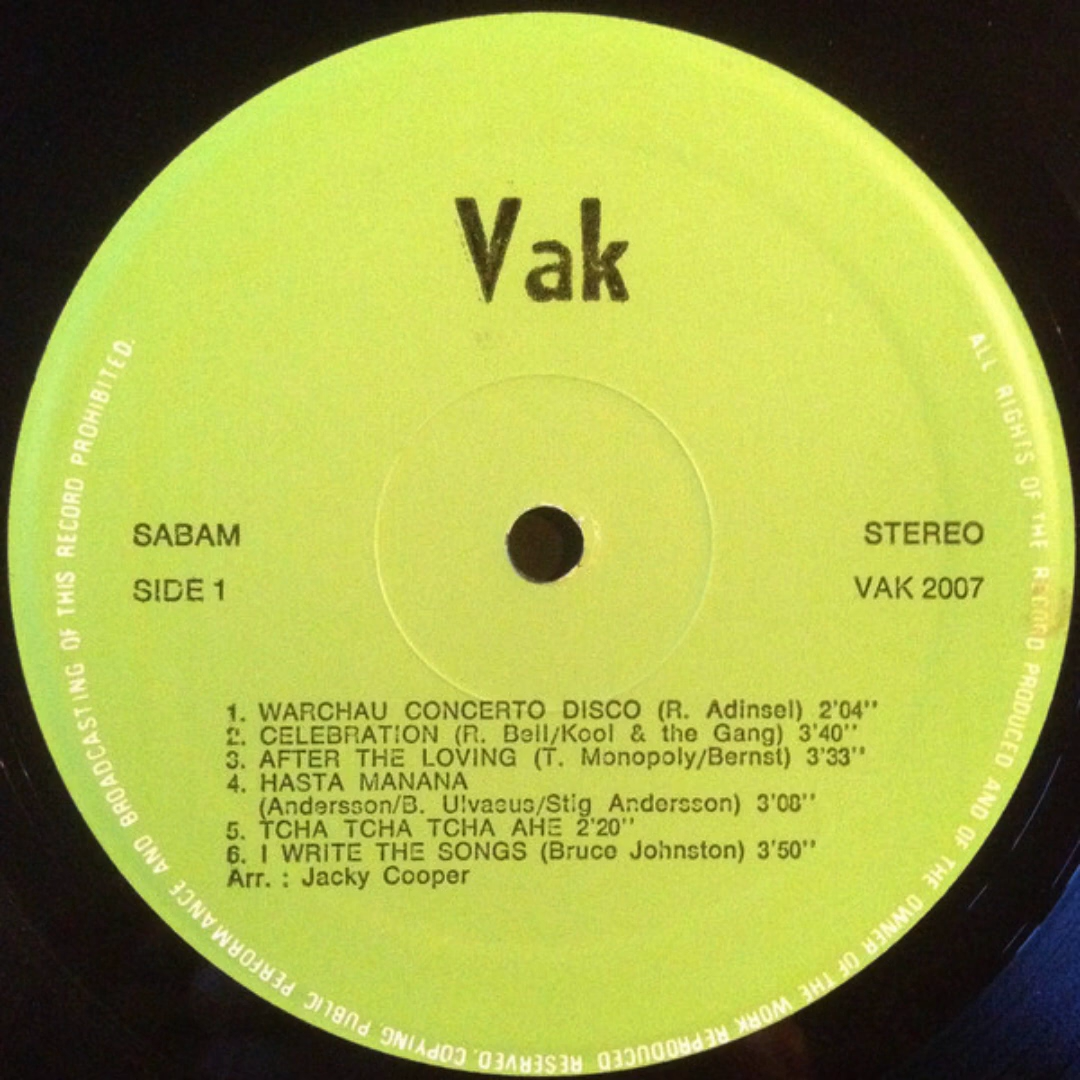 Vak
SABAM
SIDE 1
STEREO
VAK 2007
1. WARCHAU CONCERTO DISCO (R. Adinsel) 2'04''
2. CELEBRATION (R. Bell/Kool & the Gang) 3'40''
3. AFTER THE LOVING (T. Monopoly/Bernst) 3'33''
4. HASTA MANANA
(Andersson/B. Ulvaeus/Stig Andersson) 3'08''
5. TCHA TCHA TCHA AHE 2'20''
6. I WRITE THE SONGS (Bruce Johnston) 3'50''
Arr. : Jacky Cooper
ALL RIGHTS OF THE RECORD PRODUCED AND OF THE OWNER OF THE WORK REPRODUCED RESERVED. COPYING, PUBLIC PERFORMANCE AND BROADCASTING OF THIS RECORD PROHIBITED.